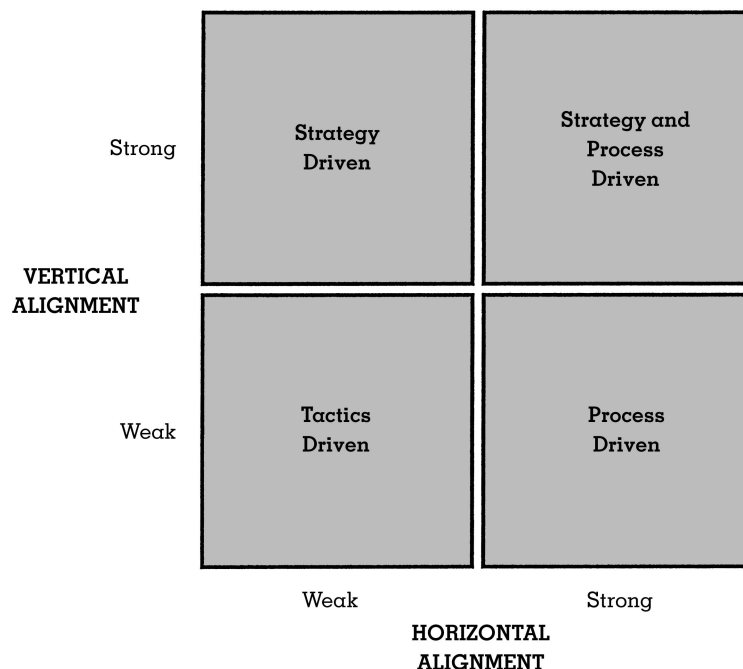 Strong
Strategy
Driven
Strategy and
Process
Driven
VERTICAL
ALIGNMENT
Weak
Tactics
Driven
Process
Driven
Weak
Strong
HORIZONTAL
ALIGNMENT